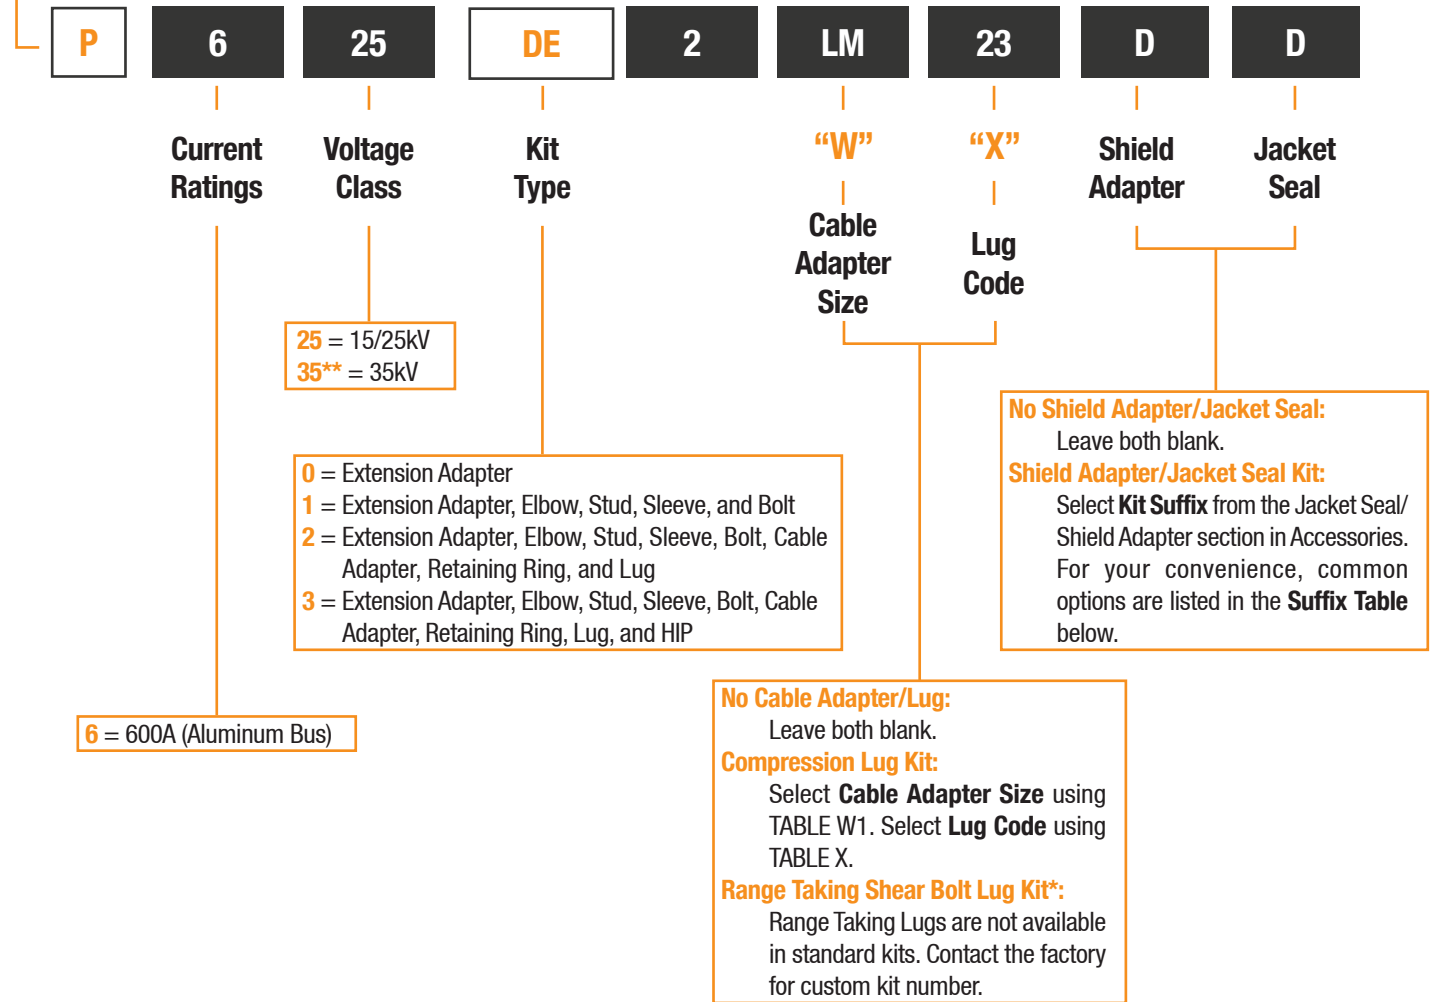 P 6 25 DE 2 LM 23 D D
Current
Ratings
Voltage
Class
Kit
Type
“W”
Cable
Adapter
Size
“X”
Lug
Code
Shield
Adapter
Jacket
Seal
25 = 15/25kV
35** = 35kV
0 = Extension Adapter
1 = Extension Adapter, Elbow, Stud, Sleeve, and Bolt
2 = Extension Adapter, Elbow, Stud, Sleeve, Bolt, Cable
Adapter, Retaining Ring, and Lug
3 = Extension Adapter, Elbow, Stud, Sleeve, Bolt, Cable
Adapter, Retaining Ring, Lug, and HIP
No Shield Adapter/Jacket Seal:
Leave both blank.
Shield Adapter/Jacket Seal Kit:
Select Kit Suffix from the Jacket Seal/
Shield Adapter section in Accessories.
For your convenience, common
options are listed in the Suffix Table
below.
6 = 600A (Aluminum Bus)
No Cable Adapter/Lug:
Leave both blank.
Compression Lug Kit:
Select Cable Adapter Size using
TABLE W1. Select Lug Code using
TABLE X.
Range Taking Shear Bolt Lug Kit*:
Range Taking Lugs are not available
in standard kits. Contact the factory
for custom kit number.